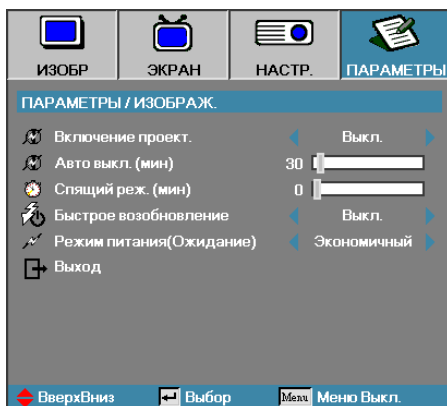 ИЗОБР ЭКРАН НАСТР. ПАРАМЕТРЫ
ПАРАМЕТРЫ / ИЗОБРАЖ.
Включение проект. Выкл.
Авто выкл. (мин) 30
Спящий реж. (мин) 0
Быстрое возобновление Выкл.
Режим питания(Ожидание) Экономичный
Выход
ВверхВниз Выбор Menu Меню Выкл.